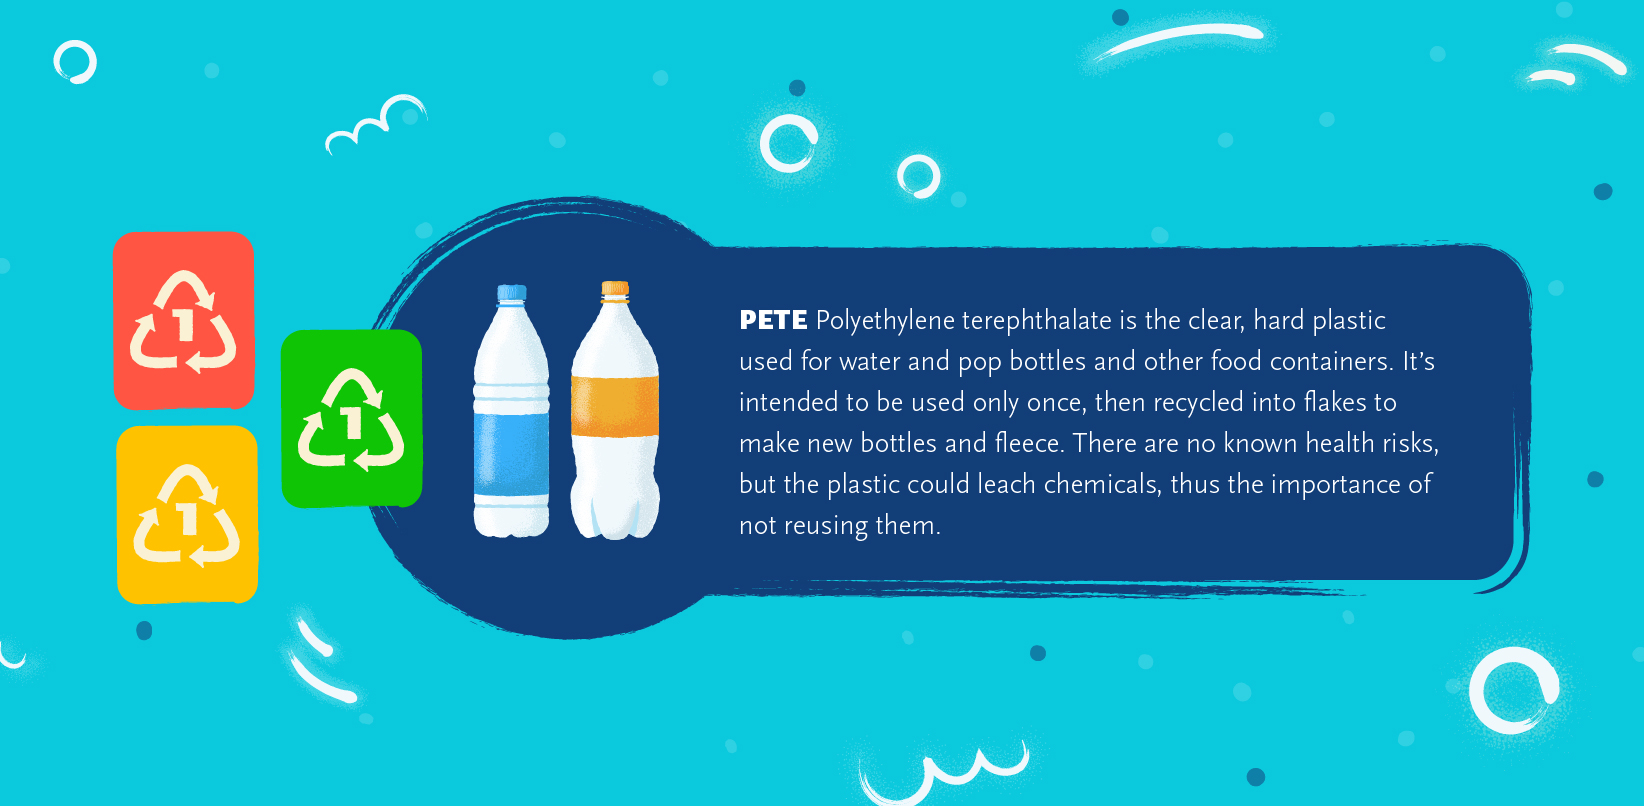 1
1
1
PETE Polyethylene terephthalate is the clear, hard plastic
used for water and pop bottles and other food containers. It’s
intended to be used only once, then recycled into flakes to
make new bottles and fleece. There are no known health risks,
but the plastic could leach chemicals, thus the importance of
not reusing them.